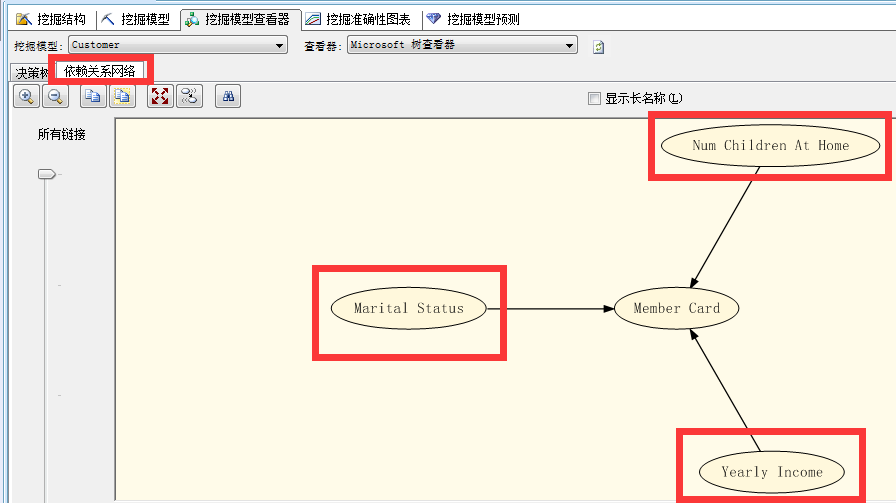 挖掘结构 挖掘模型 挖掘模型查看器 挖掘准确性图表 挖掘模型预测
挖掘模型: Customer 查看器: Microsoft 树查看器
决策树 依赖关系网络
显示长名称(L)
所有链接
Num Children At Home
Marital Status
Member Card
Yearly Income